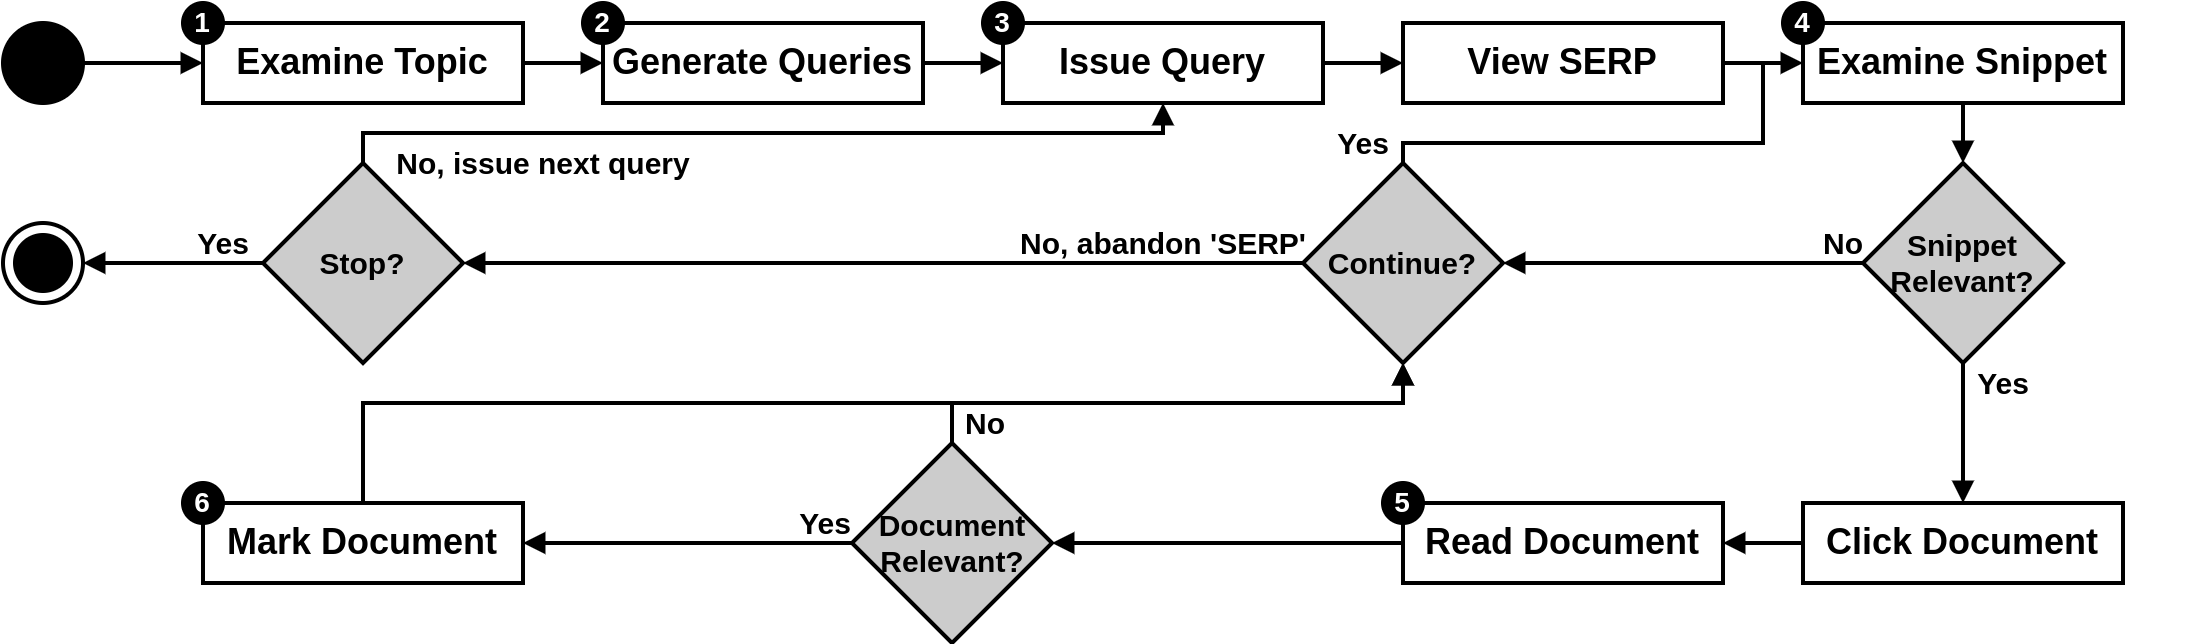 1
Examine Topic
2
Generate Queries
3
Issue Query
View SERP
4
Examine Snippet
Yes
No, issue next query
Yes
Stop?
No, abandon 'SERP'
Continue?
No
Snippet
Relevant?
Yes
No
6
Mark Document
Yes
Document
Relevant?
5
Read Document
Click Document